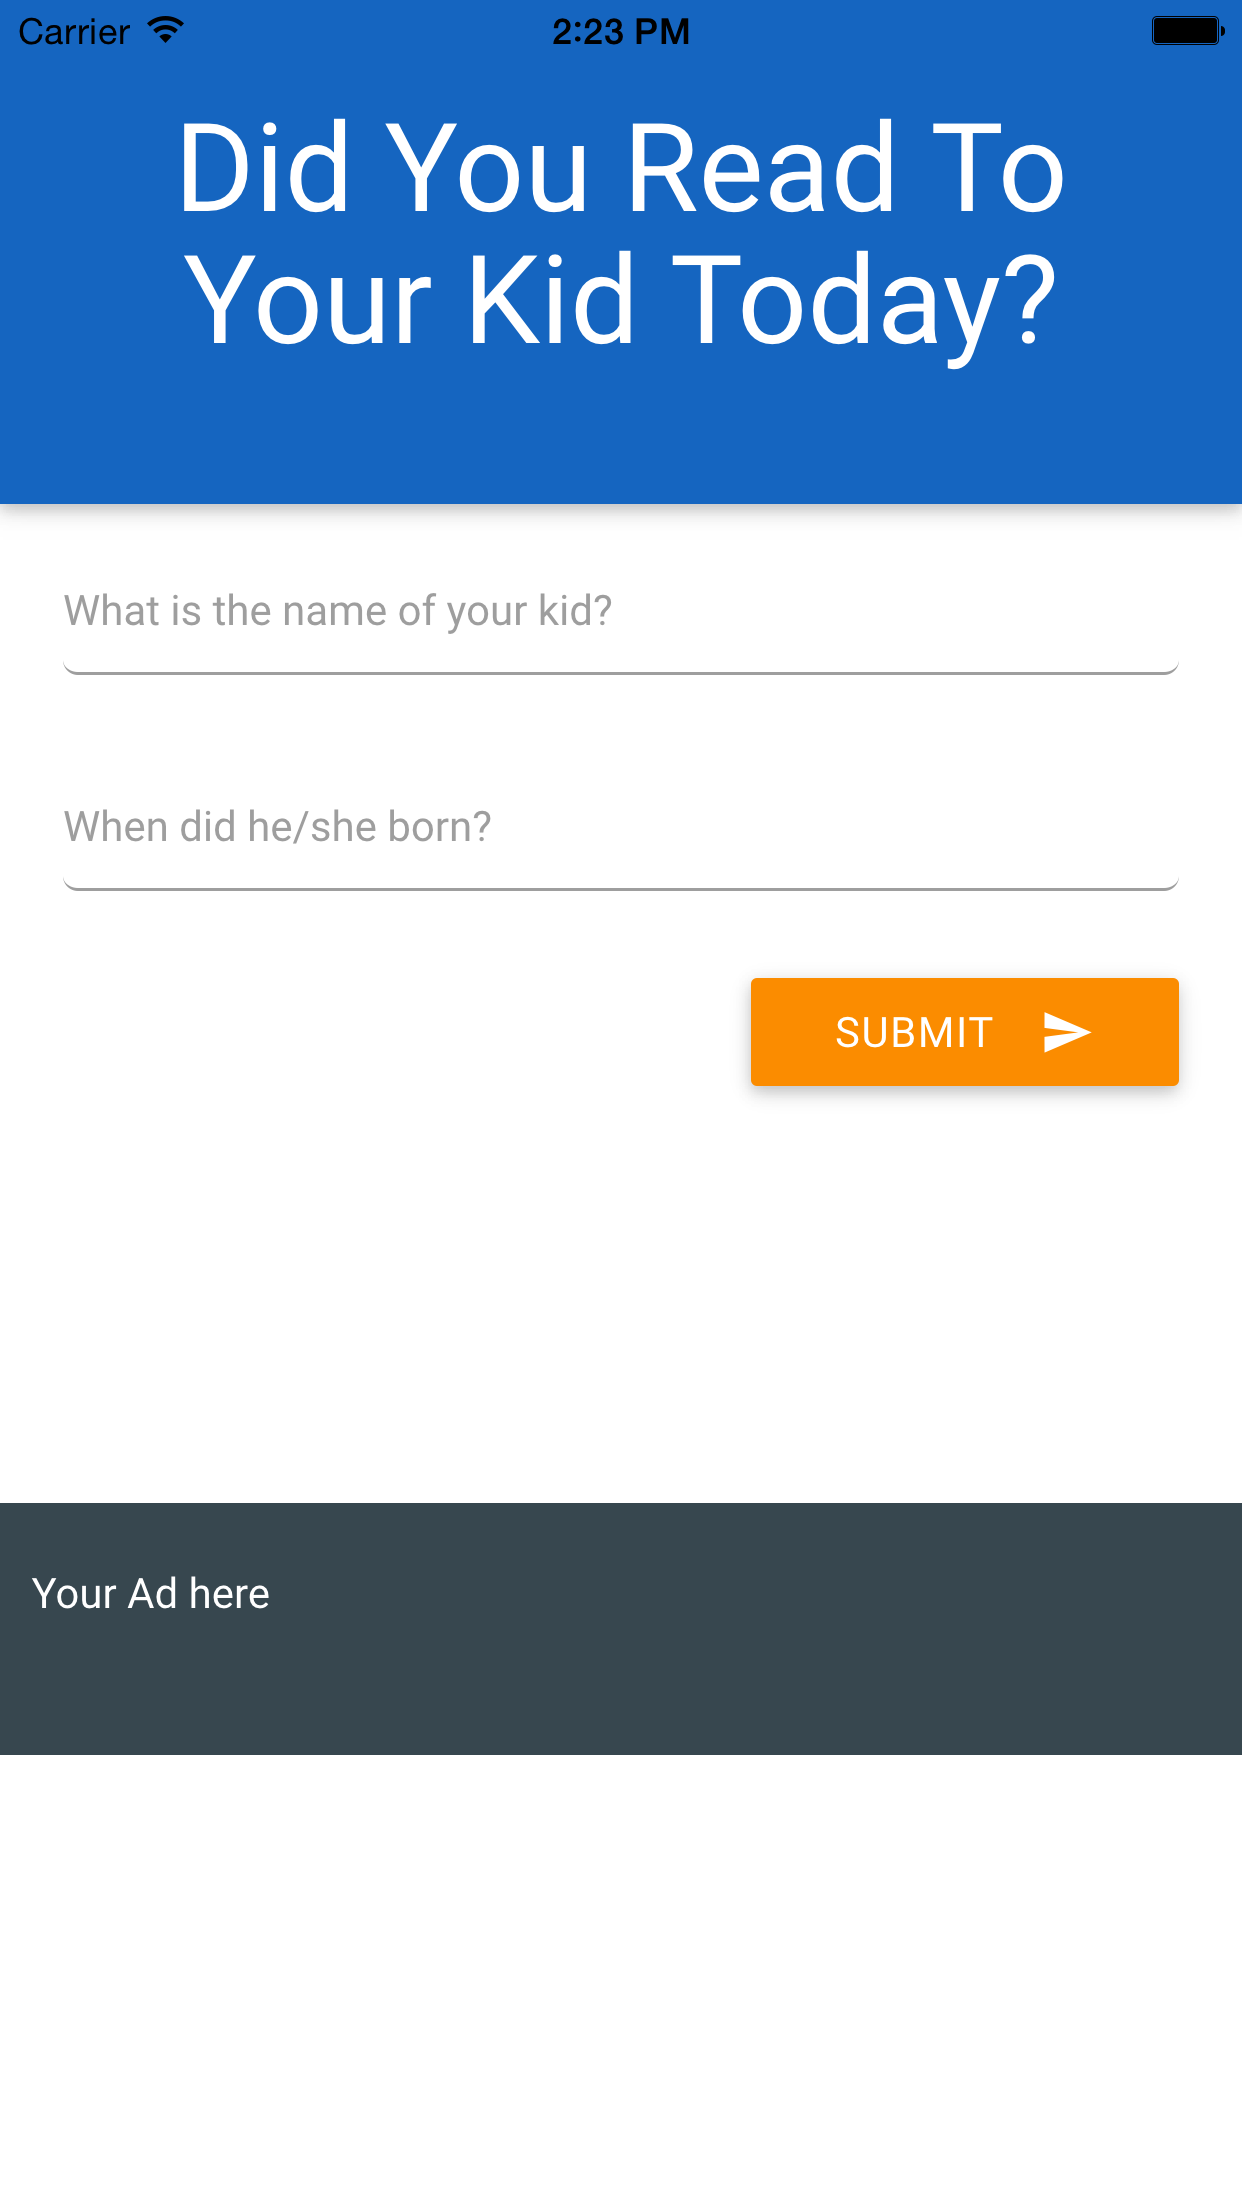 Carrier 2:23 PM
Did You Read To
Your Kid Today?
What is the name of your kid?
When did he/she born?
SUBMIT
Your Ad here